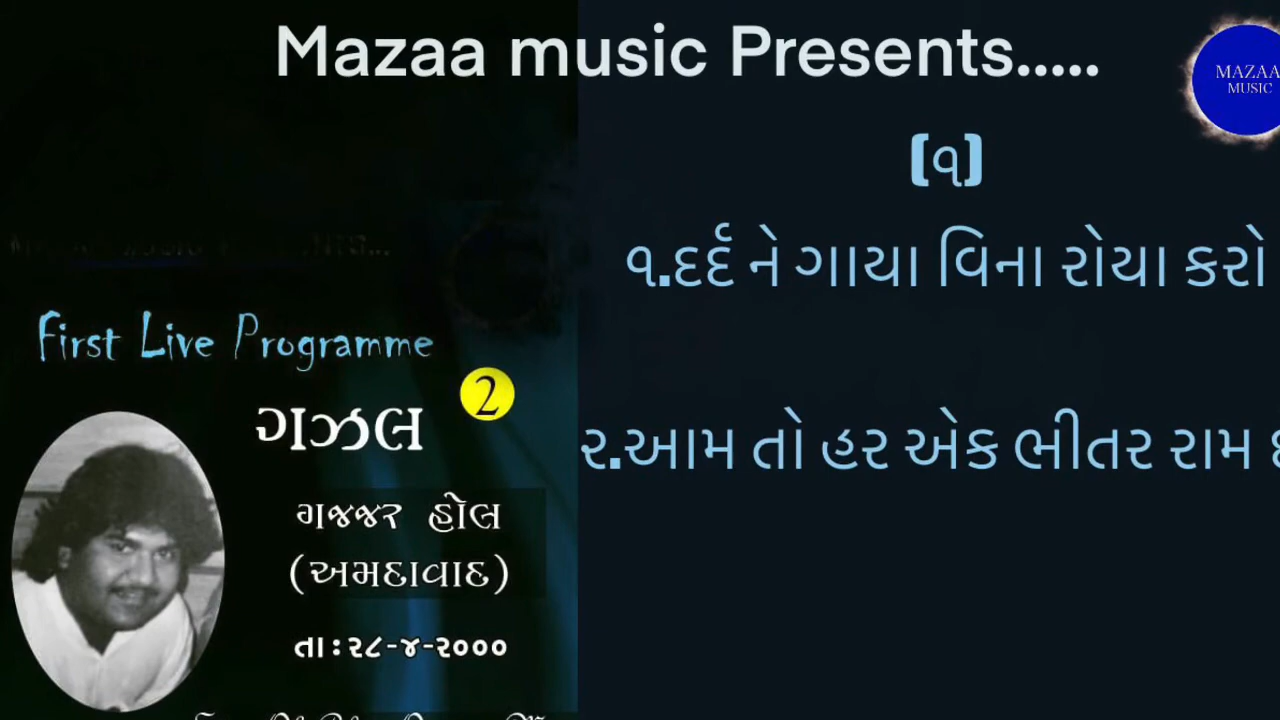 Mazaa music Presents.....
MAZAA
MUSIC
(૧)
૧.દર્દ ને ગાયા વિના રોયા કરો
૨.આમ તો હર એક ભીતર રામ
First Live Programme
2
ગઝલ
ગજ્જર હોલ
(અમદાવાદ)
તા:૨૮-૪-૨૦૦૦